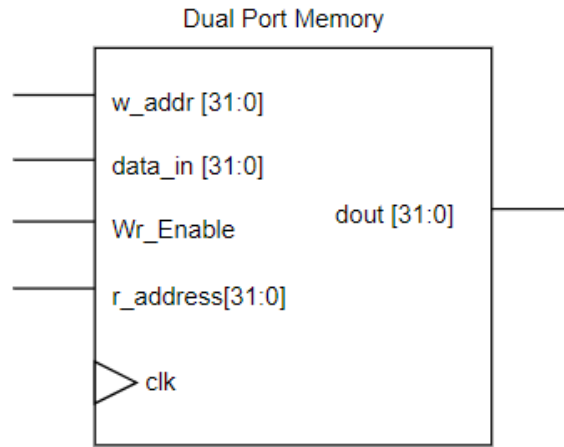 Dual Port Memory
w_addr [31:0]
data_in [31:0]
Wr_Enable
dout [31:0]
r_address[31:0]
clk